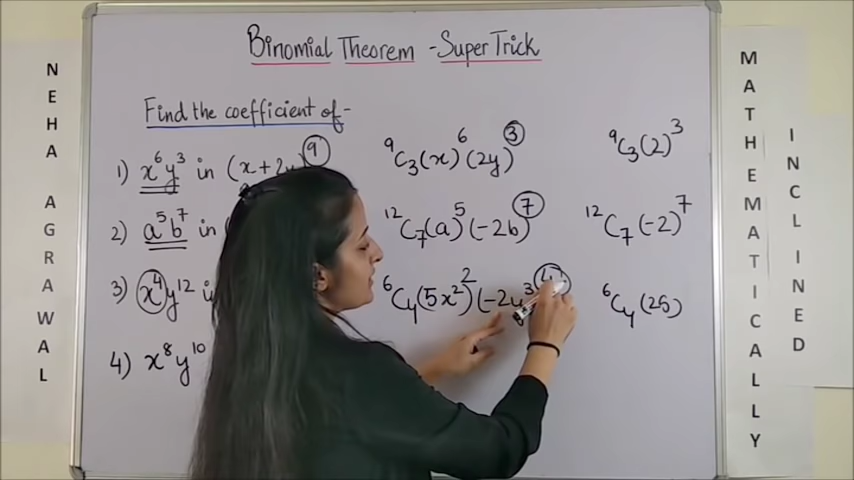 Binomial Theorem - Super Trick
Find the coefficient of -
1) x⁶y³ in (x+2y)⁹ ⁹C₃(x)⁶(2y)³ ⁹C₃(2)³
2) a⁵b⁷ in ( ¹²C₇(a)⁵(-2b)⁷ ¹²C₇(-2)⁷
3) x⁴y¹² ⁶C₄(5x²)²(-2y³)⁴ ⁶C₄(25)
4) x⁸y¹⁰
NEHA AGRAWAL
MATHEMATICALLY
INCLINED